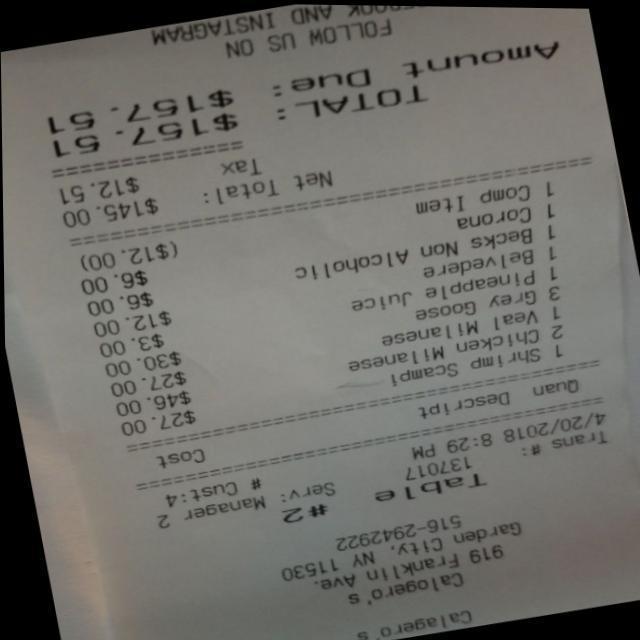 Calagero's
Calogero's
919 Franklin Ave.
Garden City, NY 11530
516-2942922
Table #2
Trans #: 137017 Serv: Manager 2
4/20/2018 8:29 PM # Cust:4
========================================
Quan Descript Cost
========================================
1 Shrimp Scampi $27.00
2 Chicken Milanese $46.00
1 Veal Milanese $27.00
3 Grey Goose $30.00
1 Pineapple Juice $3.00
1 Belvedere $12.00
1 Becks Non Alcoholic $6.00
1 Corona $6.00
1 Comp Item ($12.00)
========================================
Net Total: $145.00
Tax $12.51
================
TOTAL: $157.51
Amount Due: $157.51
FOLLOW US ON
AND INSTAGRAM